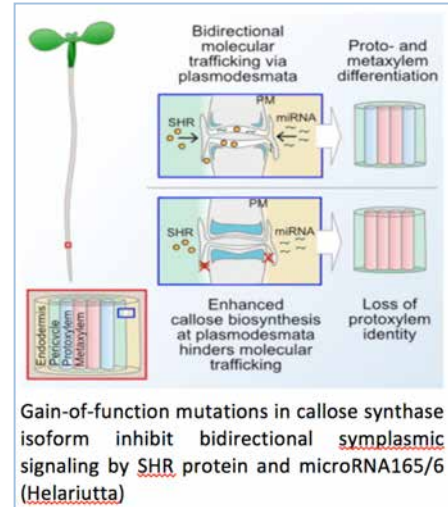 Bidirectional
molecular
trafficking via
plasmodesmata
Proto- and
metaxylem
differentiation
PM
SHR
miRNA
PM
SHR
miRNA
Endodermis
Pericycle
Protoxylem
Metaxylem
Enhanced
callose biosynthesis
at plasmodesmata
hinders molecular
trafficking
Loss of
protoxylem
identity
Gain-of-function mutations in callose synthase
isoform inhibit bidirectional symplasmic
signaling by SHR protein and microRNA165/6
(Helariutta)